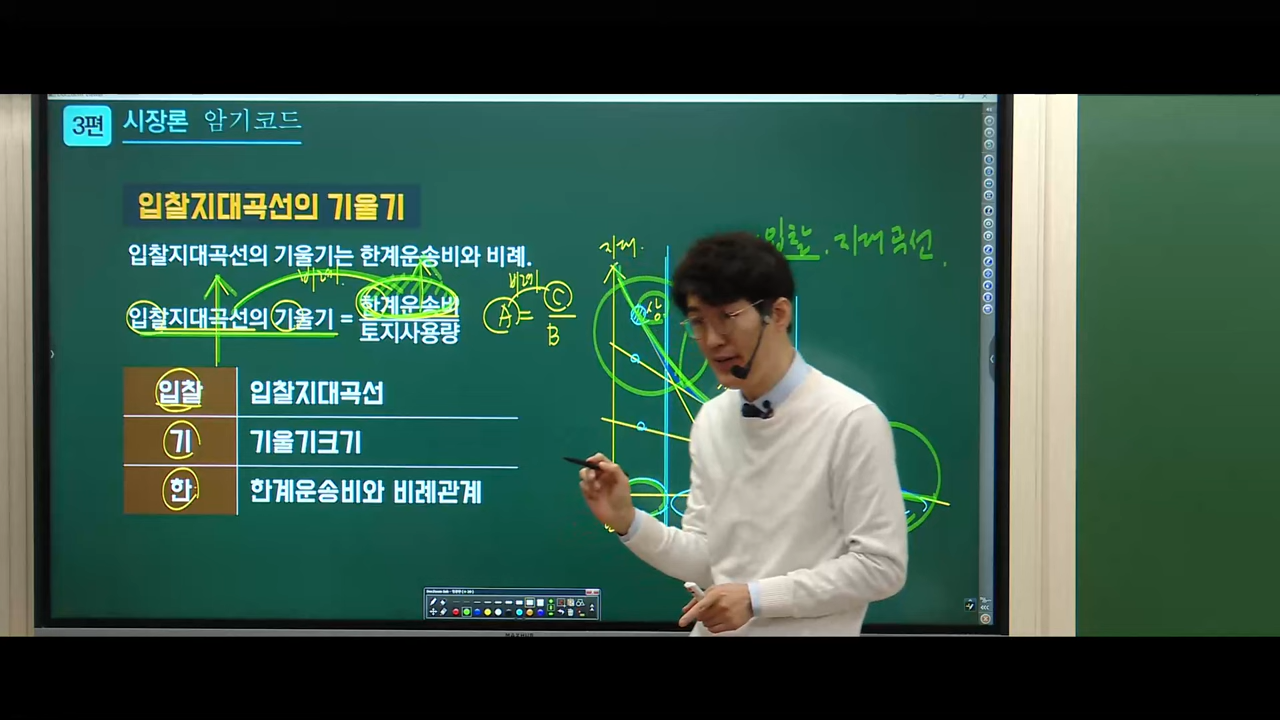 3편 시장론 암기코드
입찰지대곡선의 기울기
입찰지대곡선의 기울기는 한계운송비와 비례.
비례
입찰지대곡선의 기울기 = 한계운송비
토지사용량
비례
A = C
B
입찰 입찰지대곡선
기 기울기크기
한 한계운송비와 비례관계
지대
상
입찰.지대곡선